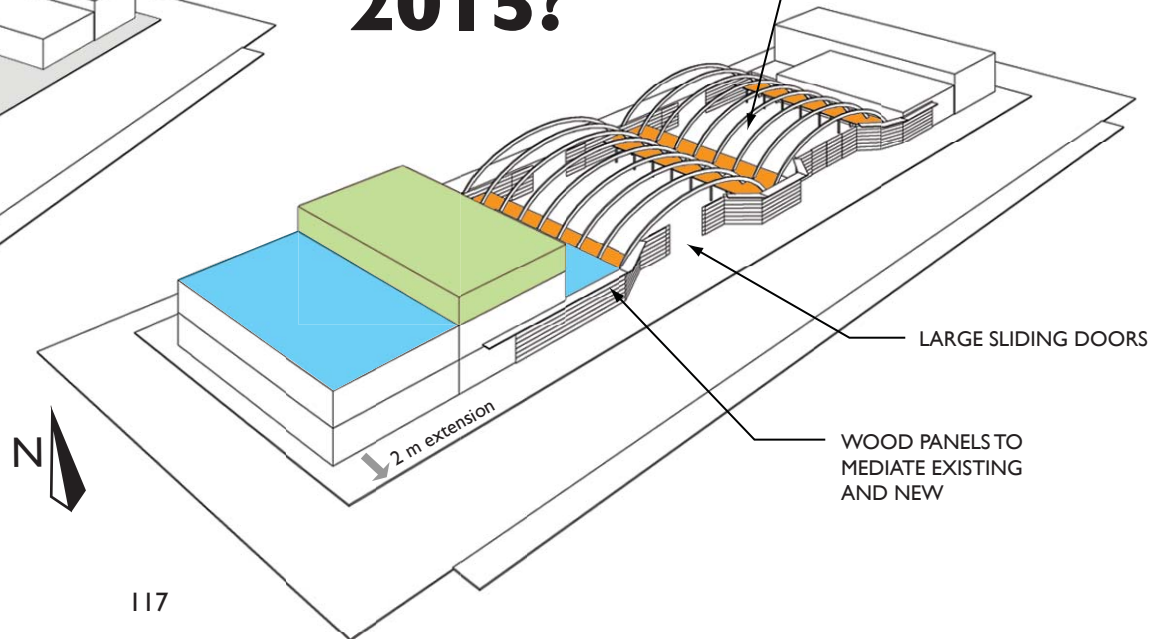 2015?
LARGE SLIDING DOORS
WOOD PANELS TO
MEDIATE EXISTING
AND NEW
2 m extension
N
117